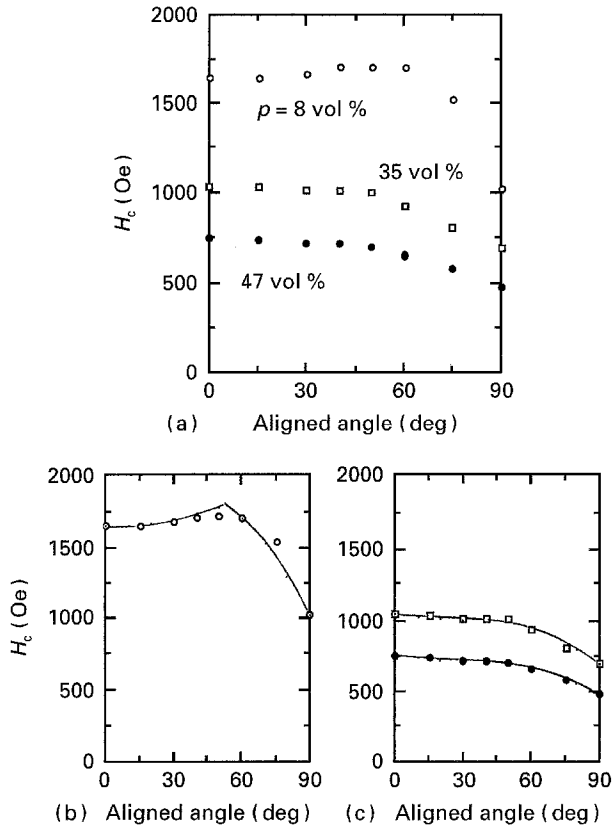 2000
1500
1000
500
0
H_c (Oe)
p = 8 vol %
35 vol %
47 vol %
0 30 60 90
(a) Aligned angle (deg)
2000
1500
1000
500
0
H_c (Oe)
0 30 60 90
(b) Aligned angle (deg)
2000
1500
1000
500
0
0 30 60 90
(c) Aligned angle (deg)